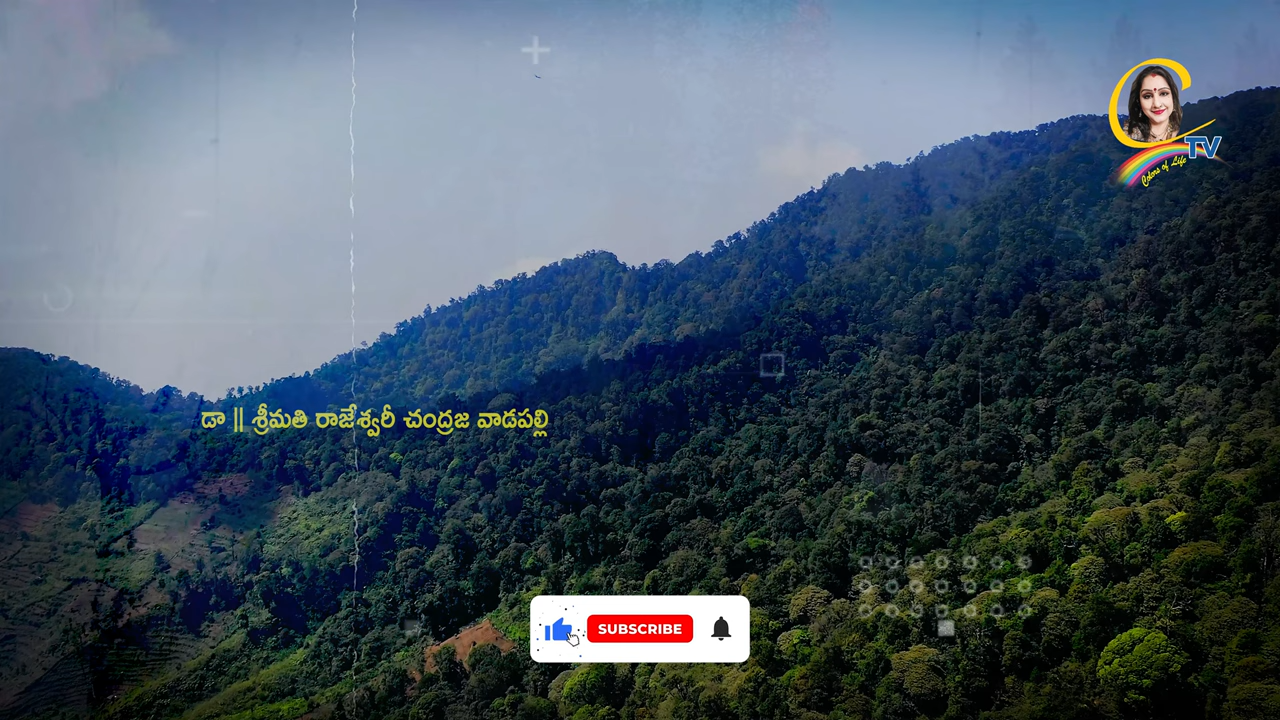 C
TV
Colors of Life
డా || శ్రీమతి రాజేశ్వరీ చంద్రజ వాడపల్లి
SUBSCRIBE